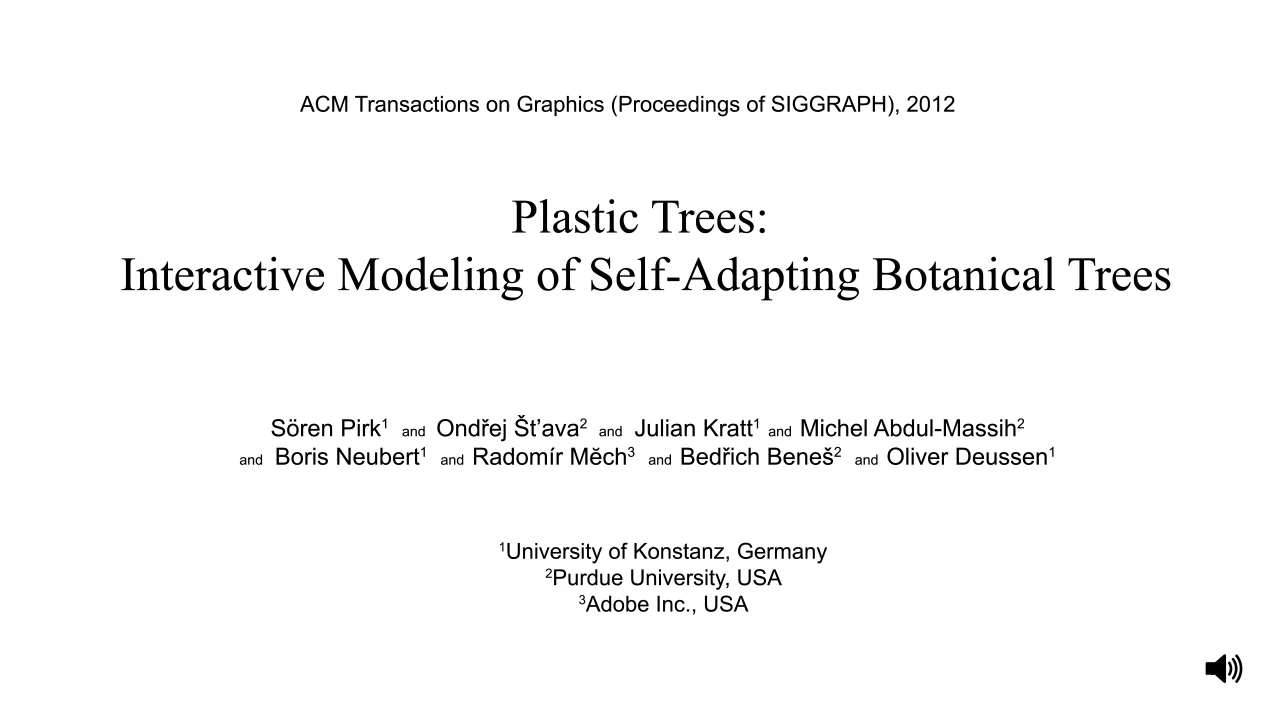 ACM Transactions on Graphics (Proceedings of SIGGRAPH), 2012
Plastic Trees:
Interactive Modeling of Self-Adapting Botanical Trees
Sören Pirk¹ and Ondřej Šťava² and Julian Kratt¹ and Michel Abdul-Massih²
and Boris Neubert¹ and Radomír Mĕch³ and Bedřich Beneš² and Oliver Deussen¹
¹University of Konstanz, Germany
²Purdue University, USA
³Adobe Inc., USA